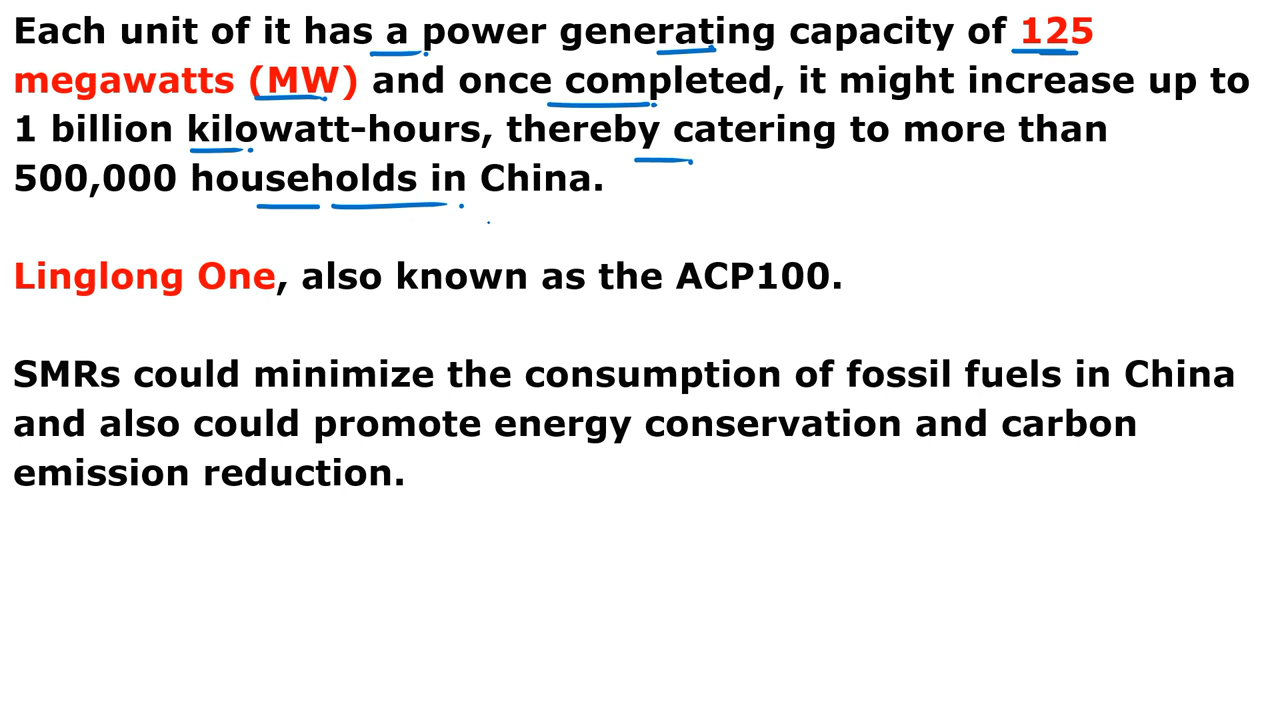 Each unit of it has a power generating capacity of 125
megawatts (MW) and once completed, it might increase up to
1 billion kilowatt-hours, thereby catering to more than
500,000 households in China.
Linglong One, also known as the ACP100.
SMRs could minimize the consumption of fossil fuels in China
and also could promote energy conservation and carbon
emission reduction.